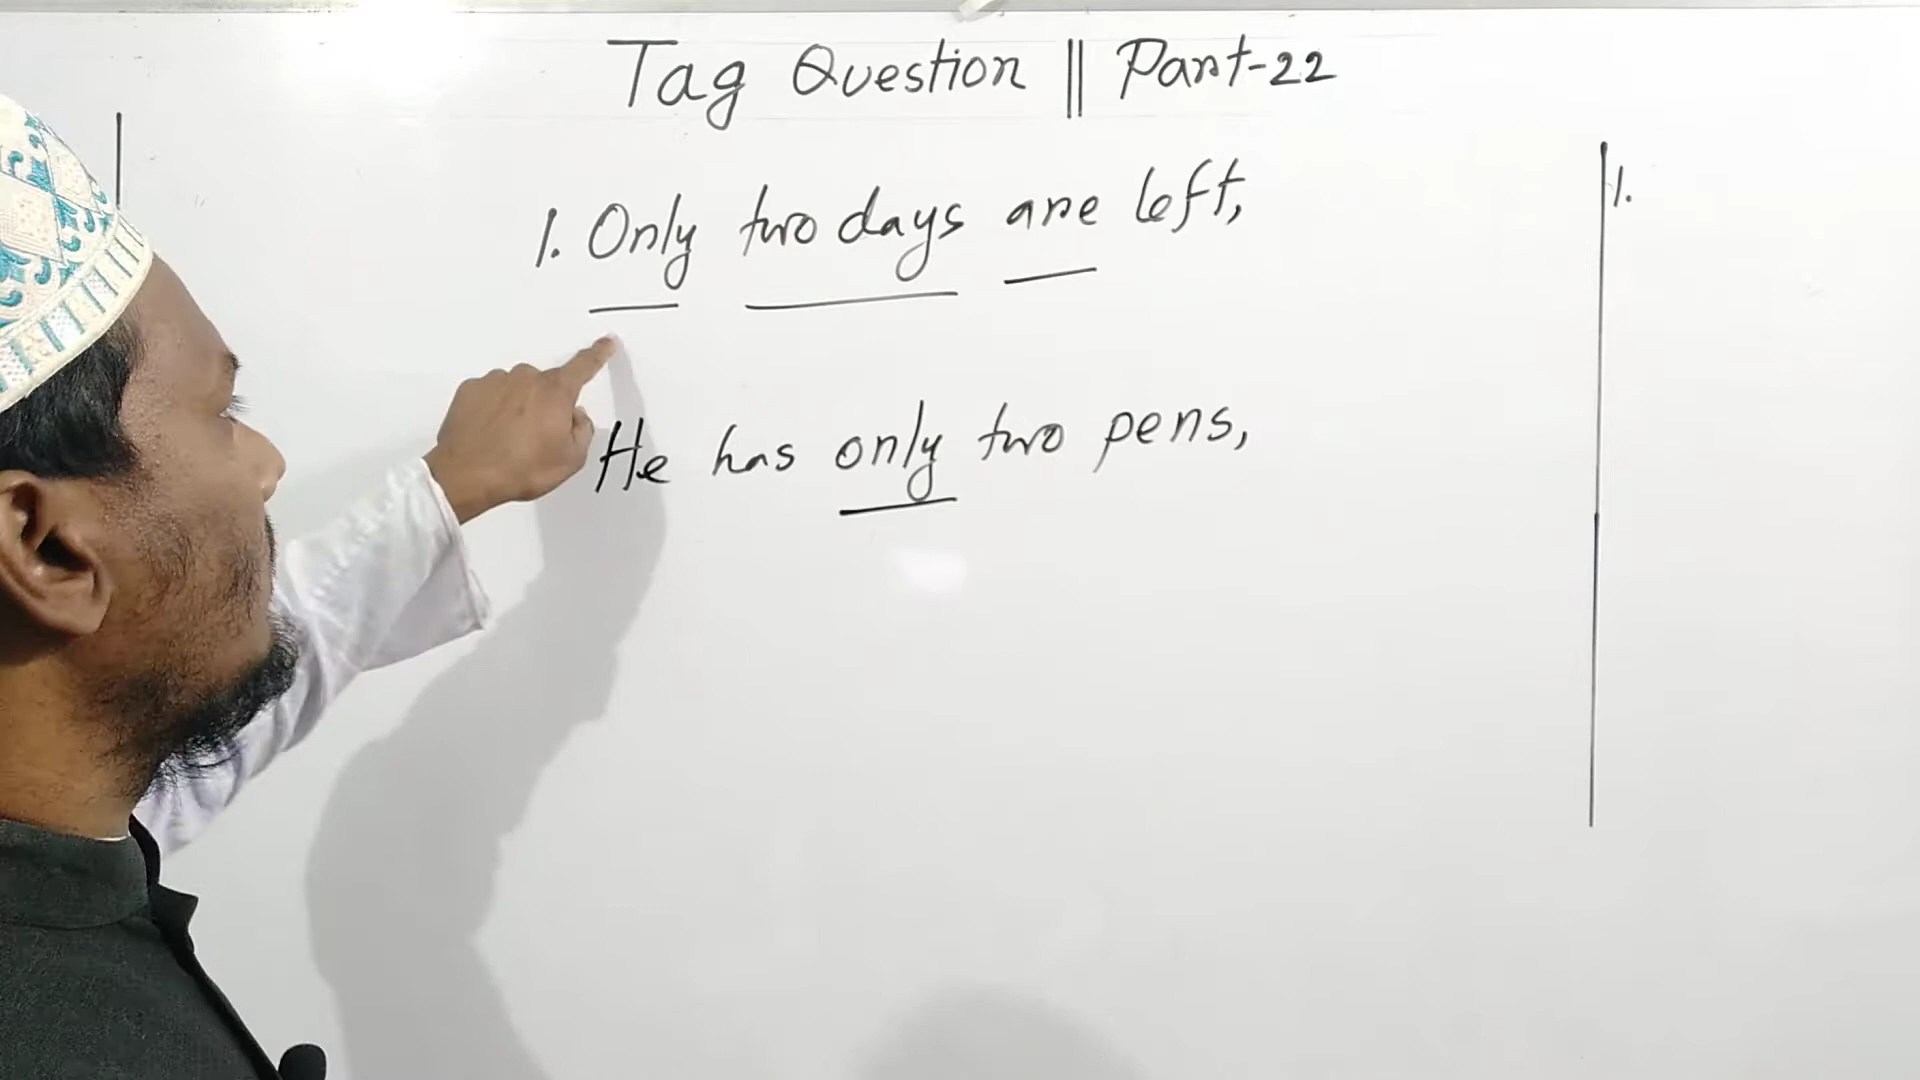 Tag Question || Part-22
1. Only two days are left,
He has only two pens,
1.